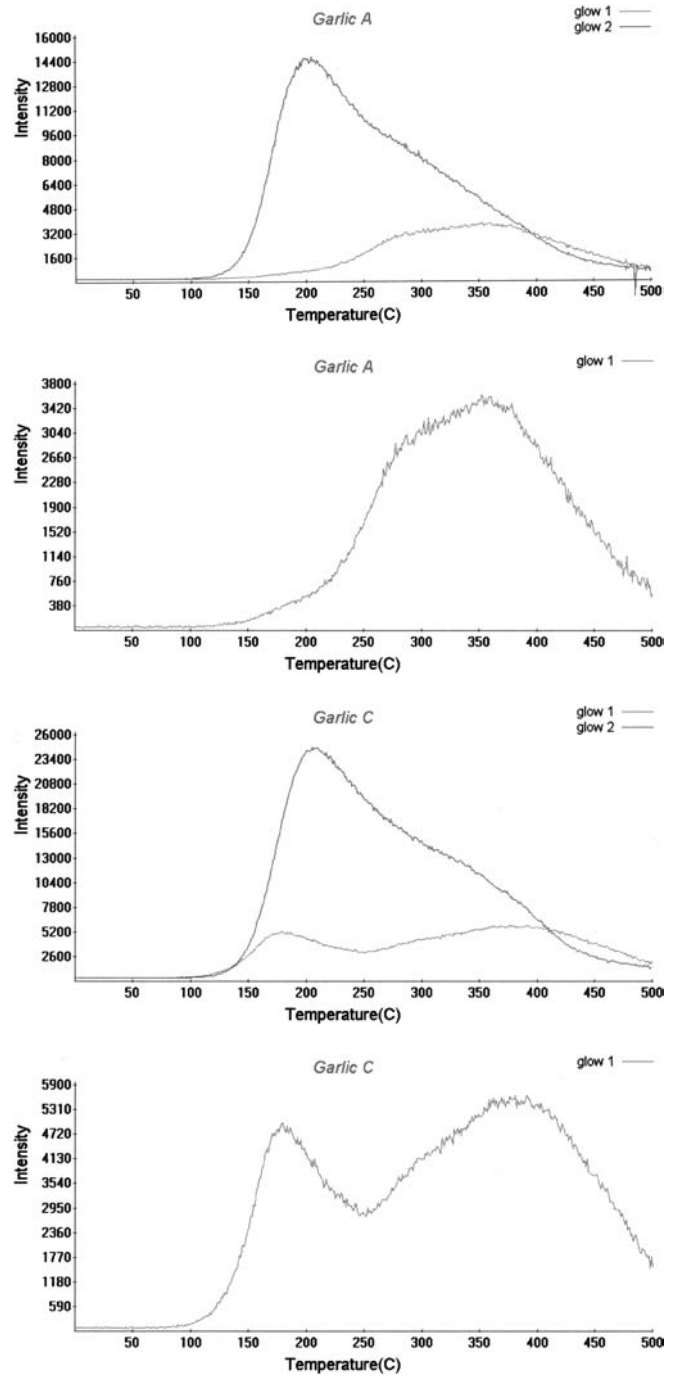 Garlic A
glow 1
glow 2
Intensity
16000
14400
12800
11200
9600
8000
6400
4800
3200
1600
50 100 150 200 250 300 350 400 450 500
Temperature(C)
Garlic A
glow 1
Intensity
3800
3420
3040
2660
2280
1900
1520
1140
760
380
50 100 150 200 250 300 350 400 450 500
Temperature(C)
Garlic C
glow 1
glow 2
Intensity
26000
23400
20800
18200
15600
13000
10400
7800
5200
2600
50 100 150 200 250 300 350 400 450 500
Temperature(C)
Garlic C
glow 1
Intensity
5900
5310
4720
4130
3540
2950
2360
1770
1180
590
50 100 150 200 250 300 350 400 450 500
Temperature(C)